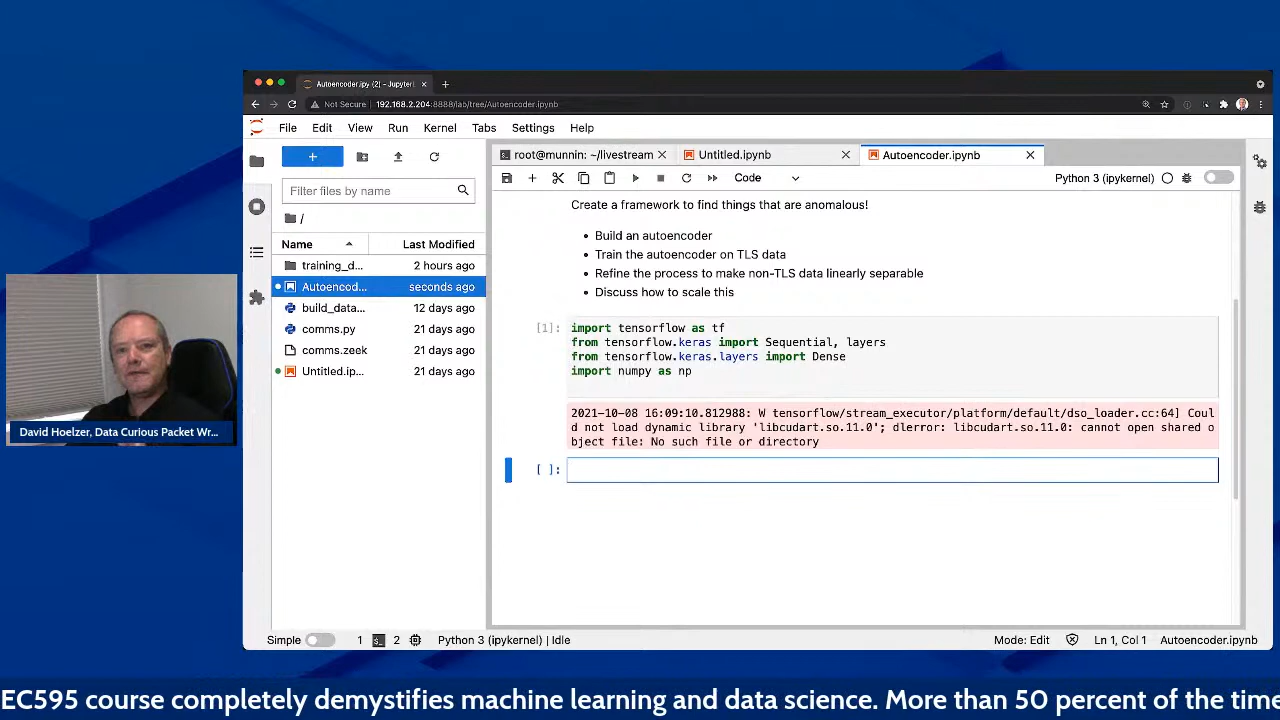 Autoencoder.ipy (2) - JupyterL
Not Secure 192.168.2.204:8888/lab/tree/Autoencoder.ipynb
File Edit View Run Kernel Tabs Settings Help
root@munnin: ~/livestream
Untitled.ipynb
Autoencoder.ipynb
Code
Python 3 (ipykernel)
Filter files by name
/
Name Last Modified
training_d... 2 hours ago
Autoencod... seconds ago
build_data... 12 days ago
comms.py 21 days ago
comms.zeek 21 days ago
Untitled.ip... 21 days ago
Create a framework to find things that are anomalous!
• Build an autoencoder
• Train the autoencoder on TLS data
• Refine the process to make non-TLS data linearly separable
• Discuss how to scale this
[1]: import tensorflow as tf
from tensorflow.keras import Sequential, layers
from tensorflow.keras.layers import Dense
import numpy as np
2021-10-08 16:09:10.812988: W tensorflow/stream_executor/platform/default/dso_loader.cc:64] Coul
d not load dynamic library 'libcudart.so.11.0'; dlerror: libcudart.so.11.0: cannot open shared o
bject file: No such file or directory
[ ]:
Simple 1 2 Python 3 (ipykernel) | Idle
Mode: Edit Ln 1, Col 1 Autoencoder.ipynb
David Hoelzer, Data Curious Packet Wr...
EC595 course completely demystifies machine learning and data science. More than 50 percent of the time